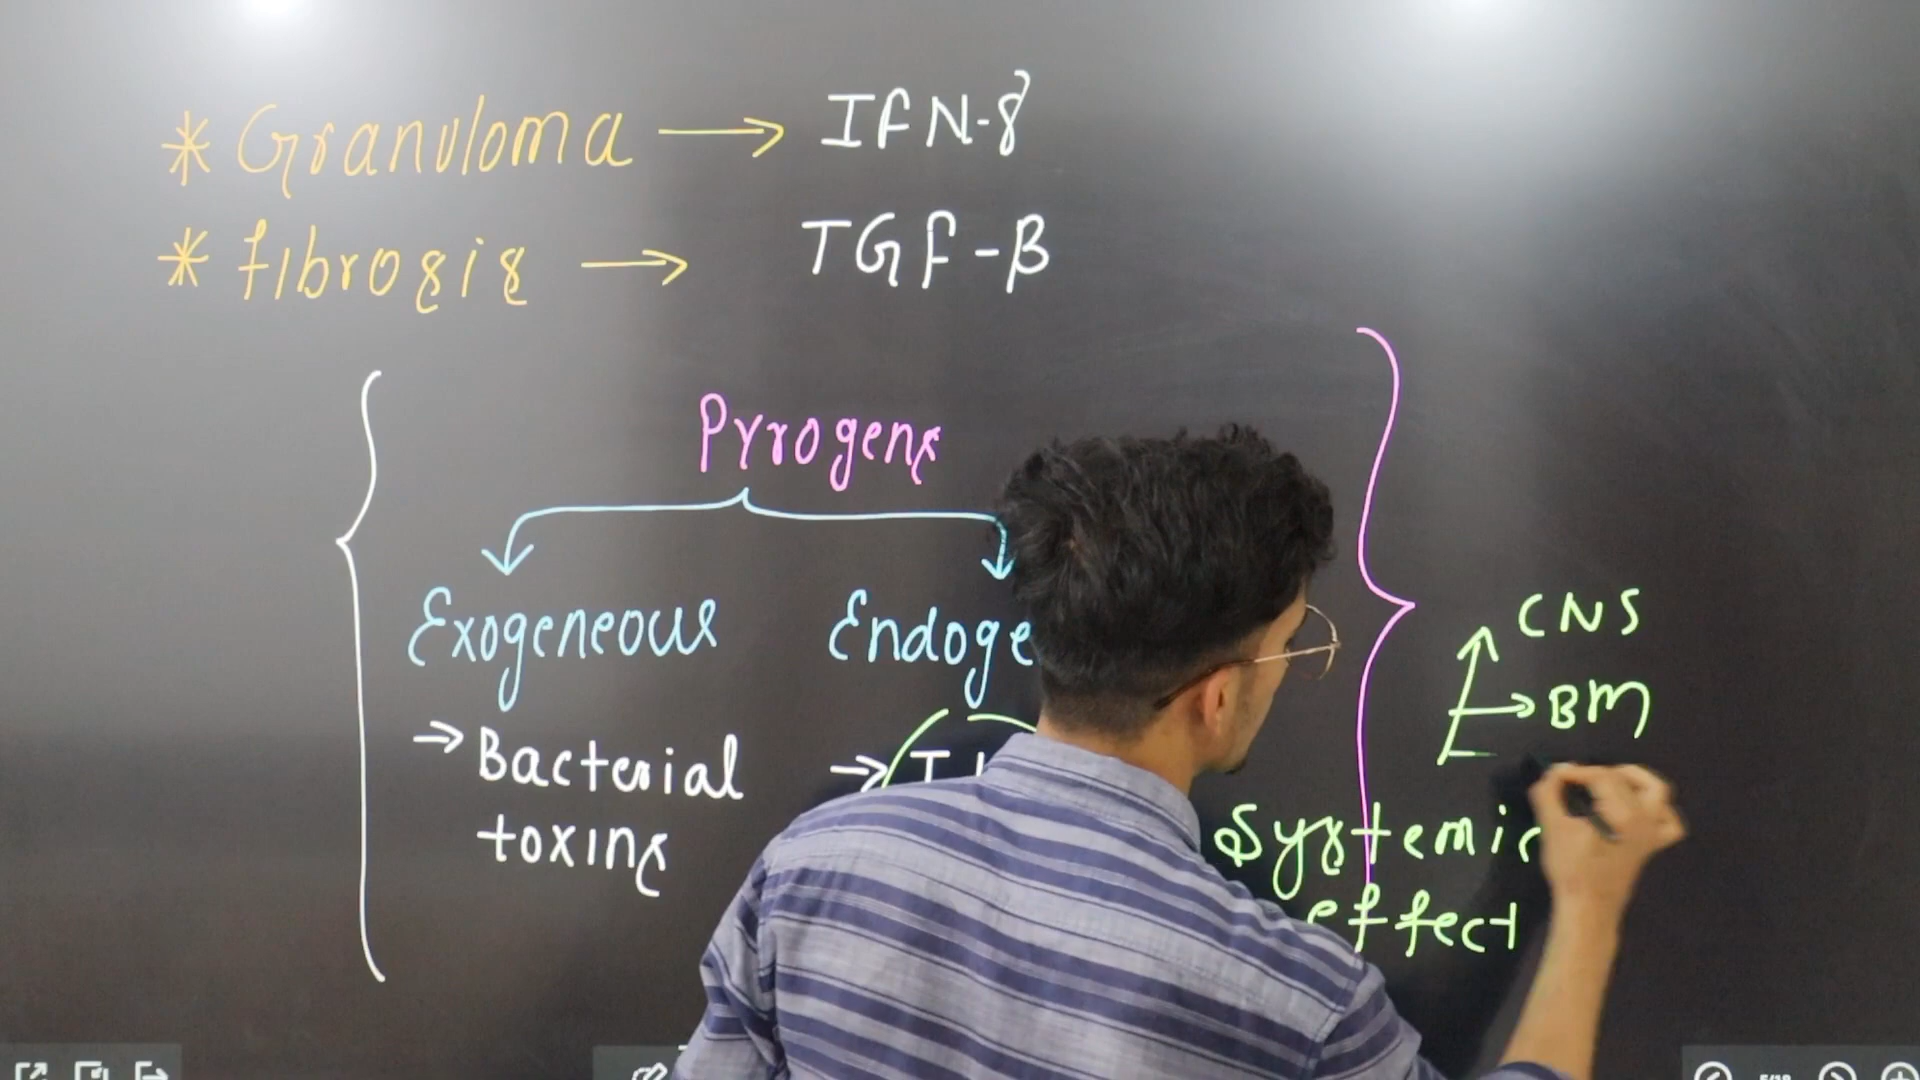 * Granuloma → IFN-γ
* fibrosis → TGF-β
Pyrogens
Exogeneous
Endoge
→ Bacterial
toxins
CNS
→ BM
Systemic
effect